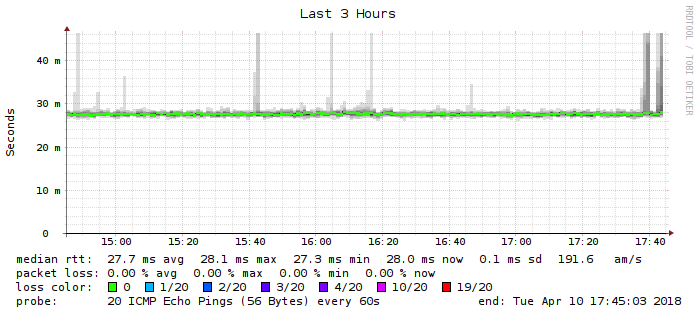 Last 3 Hours
RRDTOOL / TOBI OETIKER
Seconds
40 m
30 m
20 m
10 m
0
15:00 15:20 15:40 16:00 16:20 16:40 17:00 17:20 17:40
median rtt: 27.7 ms avg 28.1 ms max 27.3 ms min 28.0 ms now 0.1 ms sd 191.6 am/s
packet loss: 0.00 % avg 0.00 % max 0.00 % min 0.00 % now
loss color: 0 1/20 2/20 3/20 4/20 10/20 19/20
probe: 20 ICMP Echo Pings (56 Bytes) every 60s end: Tue Apr 10 17:45:03 2018